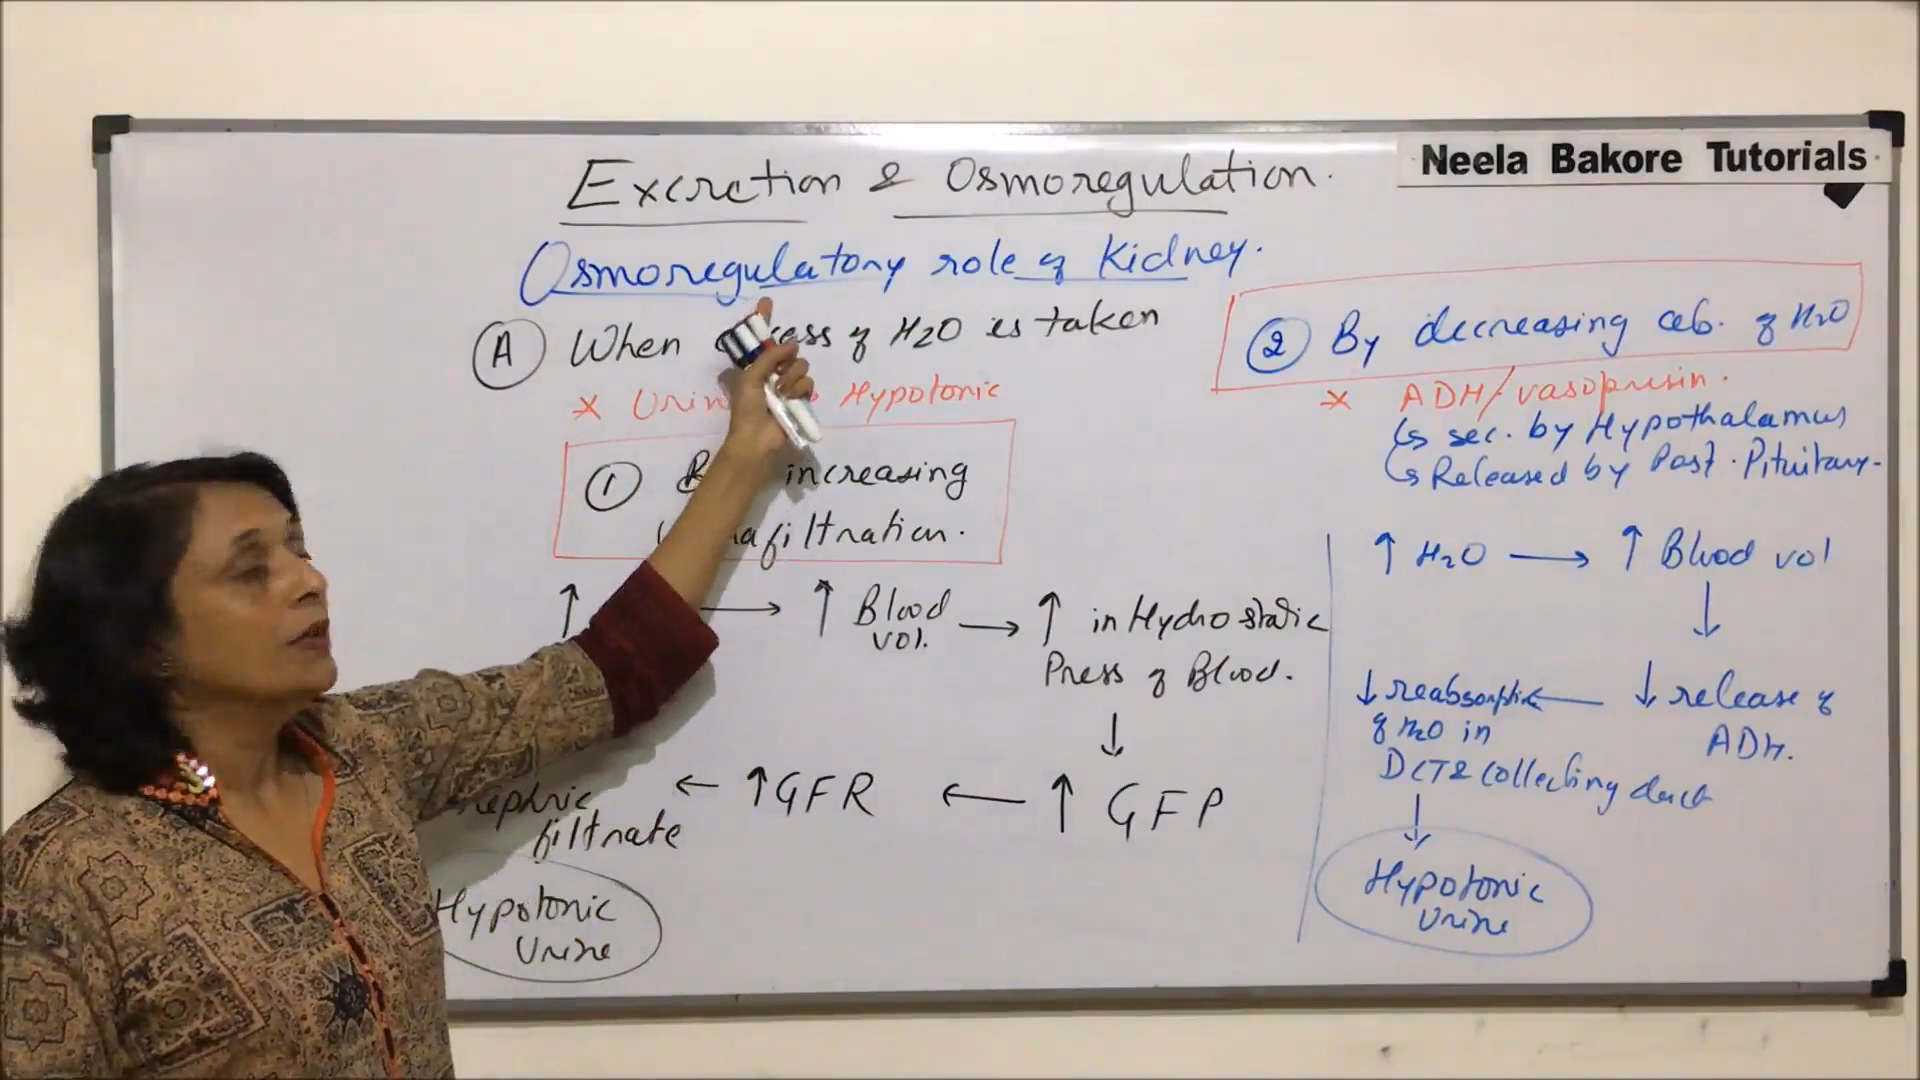 Neela Bakore Tutorials
Excretion & Osmoregulation.
Osmoregulatory role of Kidney.
(A) When of H2O is taken
x Hypotonic
(1) increasing
filtration.
↑ → ↑ Blood vol. → ↑ in Hydrostatic
Press of Blood.
↓
filtrate ← ↑ GFR ← ↑ GFP
Hypotonic
Urine
(2) By decreasing ab. of H2O
x ADH/vasopresin.
↳ sec. by Hypothalamus
↳ Released by Post. Pituitary.
↑ H2O → ↑ Blood vol
↓
↓ reabsorption ← ↓ release of
of H2O in ADH.
DCT & collecting duct
↓
Hypotonic
Urine